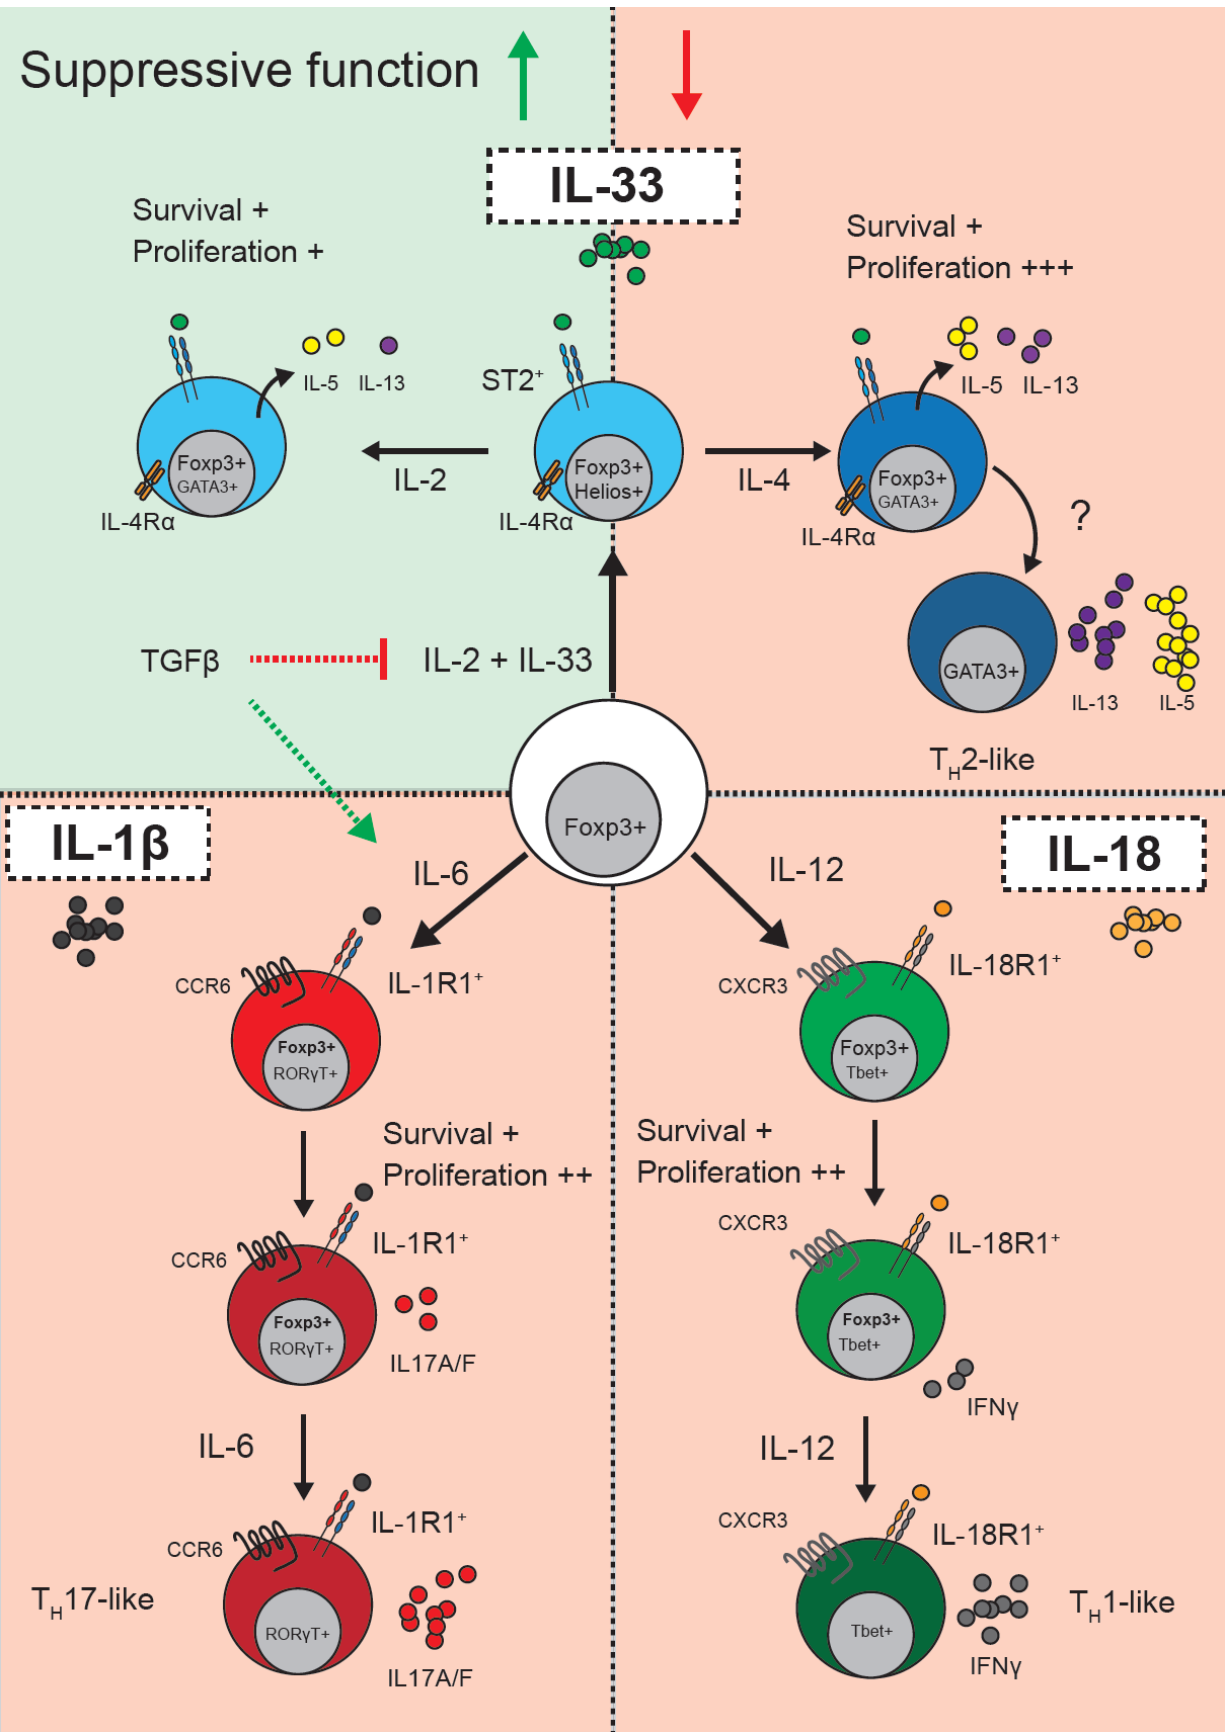 Suppressive function
IL-33
Survival +
Proliferation +
Survival +
Proliferation +++
IL-5 IL-13
ST2⁺
IL-5 IL-13
Foxp3+
GATA3+
IL-4Rα
IL-2
Foxp3+
Helios+
IL-4Rα
IL-4
Foxp3+
GATA3+
IL-4Rα
?
TGFβ
IL-2 + IL-33
GATA3+
IL-13 IL-5
TH2-like
Foxp3+
IL-1β
IL-18
IL-6
IL-12
CCR6
IL-1R1⁺
Foxp3+
RORγT+
CXCR3
IL-18R1⁺
Foxp3+
Tbet+
Survival +
Proliferation ++
Survival +
Proliferation ++
CCR6
IL-1R1⁺
Foxp3+
RORγT+
IL17A/F
CXCR3
IL-18R1⁺
Foxp3+
Tbet+
IFNγ
IL-6
IL-12
CCR6
IL-1R1⁺
TH17-like
RORγT+
IL17A/F
CXCR3
IL-18R1⁺
Tbet+
TH1-like
IFNγ